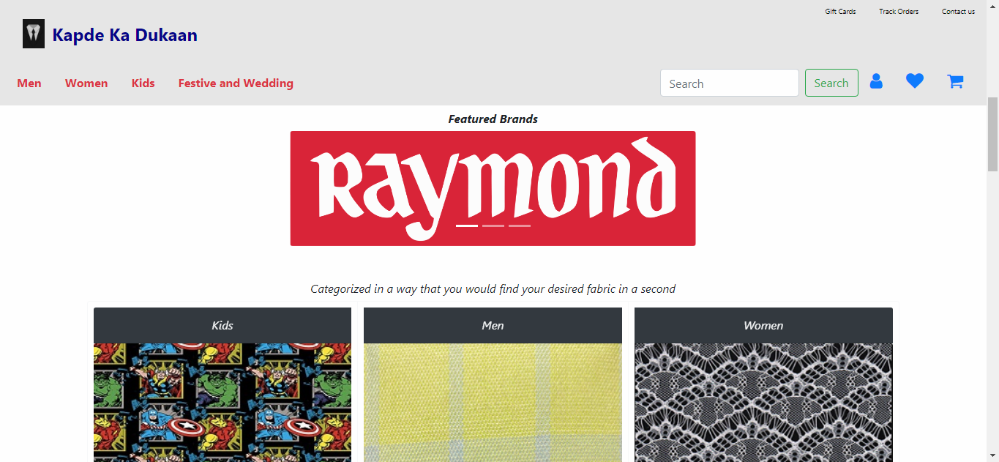 Gift Cards Track Orders Contact us
Kapde Ka Dukaan
Men Women Kids Festive and Wedding Search Search
Featured Brands
Raymond
Categorized in a way that you would find your desired fabric in a second
Kids Men Women